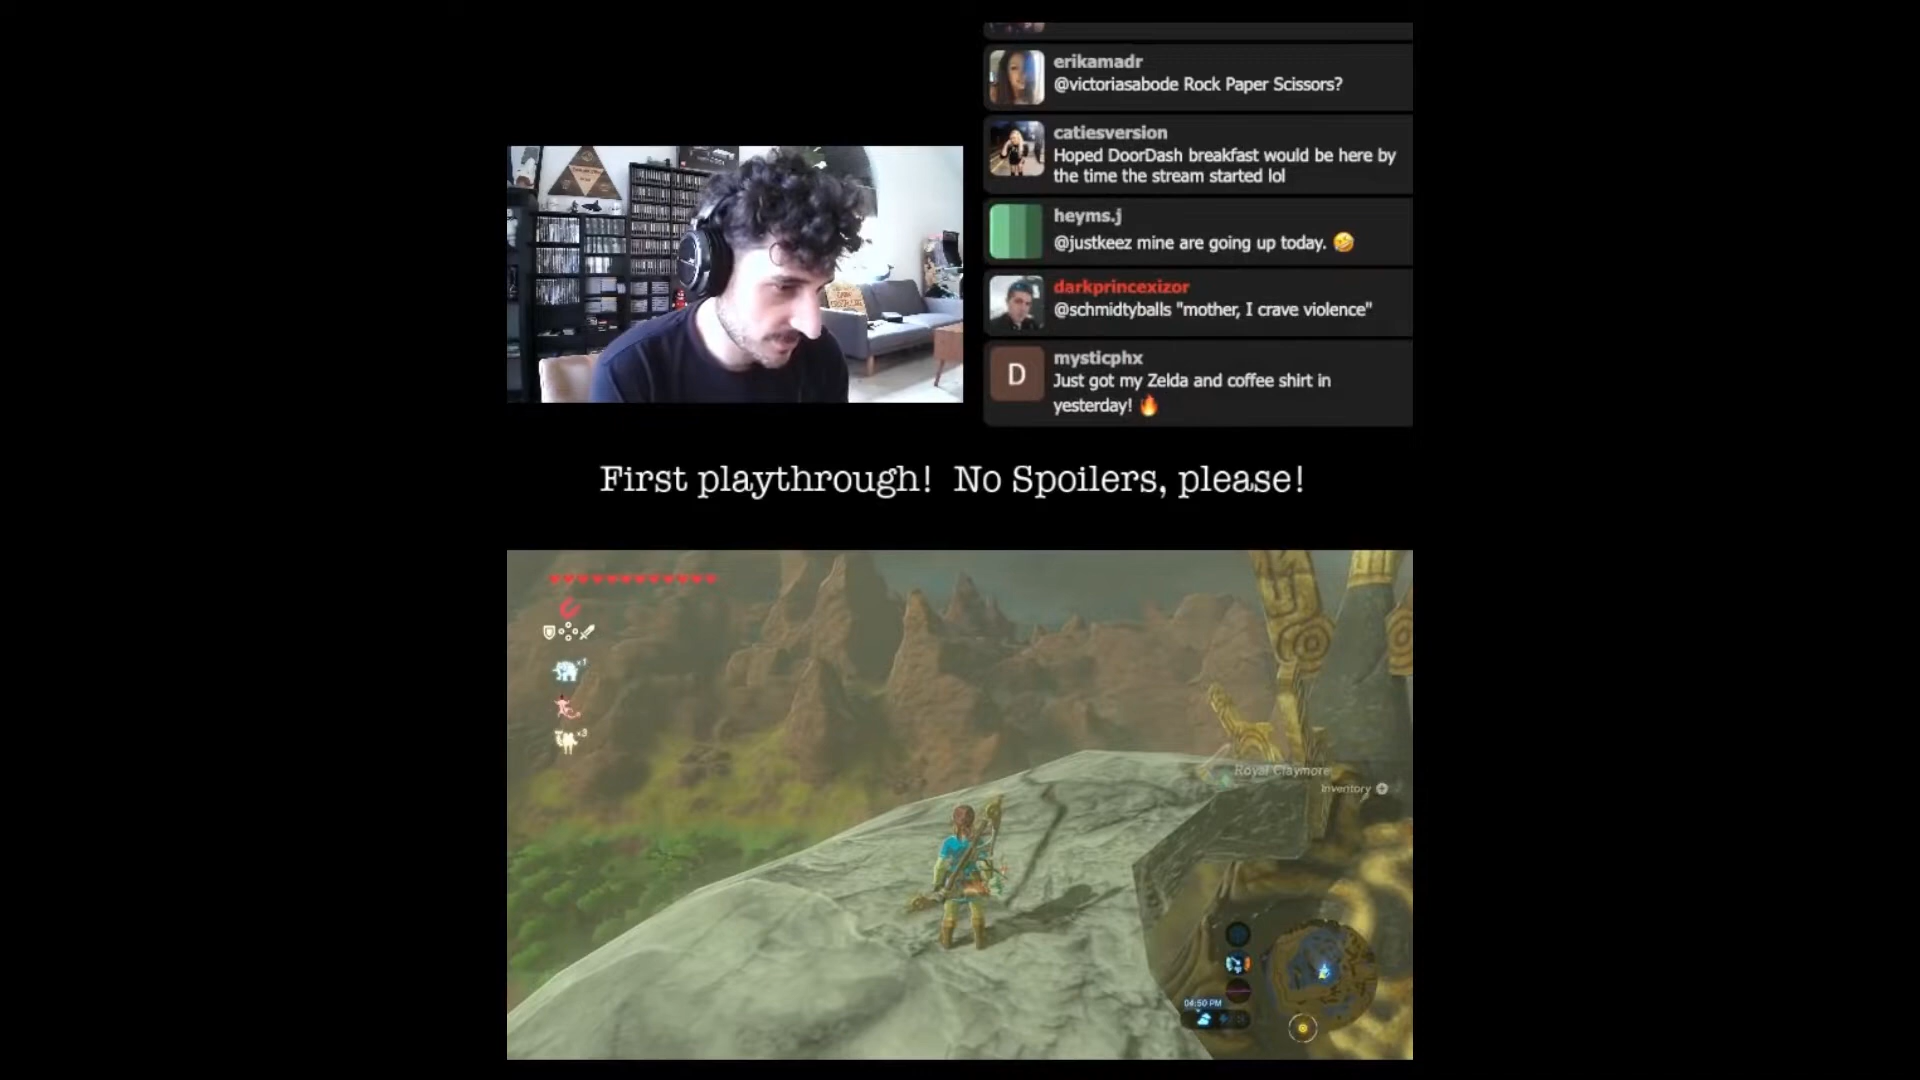 erikamadr
@victoriasabode Rock Paper Scissors?
catiesversion
Hoped DoorDash breakfast would be here by
the time the stream started lol
heyms.j
@justkeez mine are going up today. 🤣
darkprincexizor
@schmidtyballs "mother, I crave violence"
D
mysticphx
Just got my Zelda and coffee shirt in
yesterday! 🔥
First playthrough! No Spoilers, please!
×1
×3
Royal Claymore
Inventory
04:50 PM